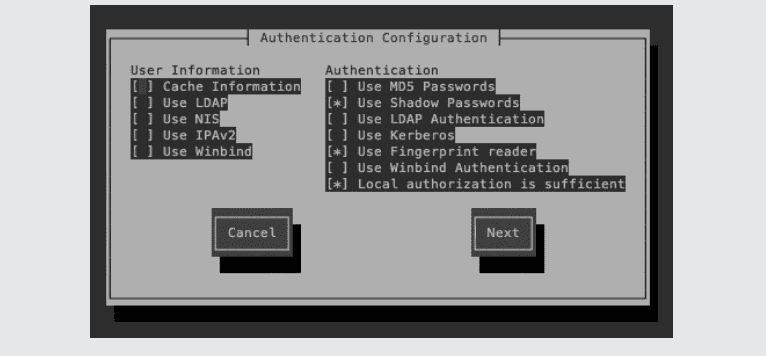 Authentication Configuration
User Information
[ ] Cache Information
[ ] Use LDAP
[ ] Use NIS
[ ] Use IPAv2
[ ] Use Winbind
Authentication
[ ] Use MD5 Passwords
[*] Use Shadow Passwords
[ ] Use LDAP Authentication
[ ] Use Kerberos
[*] Use Fingerprint reader
[ ] Use Winbind Authentication
[*] Local authorization is sufficient
Cancel
Next